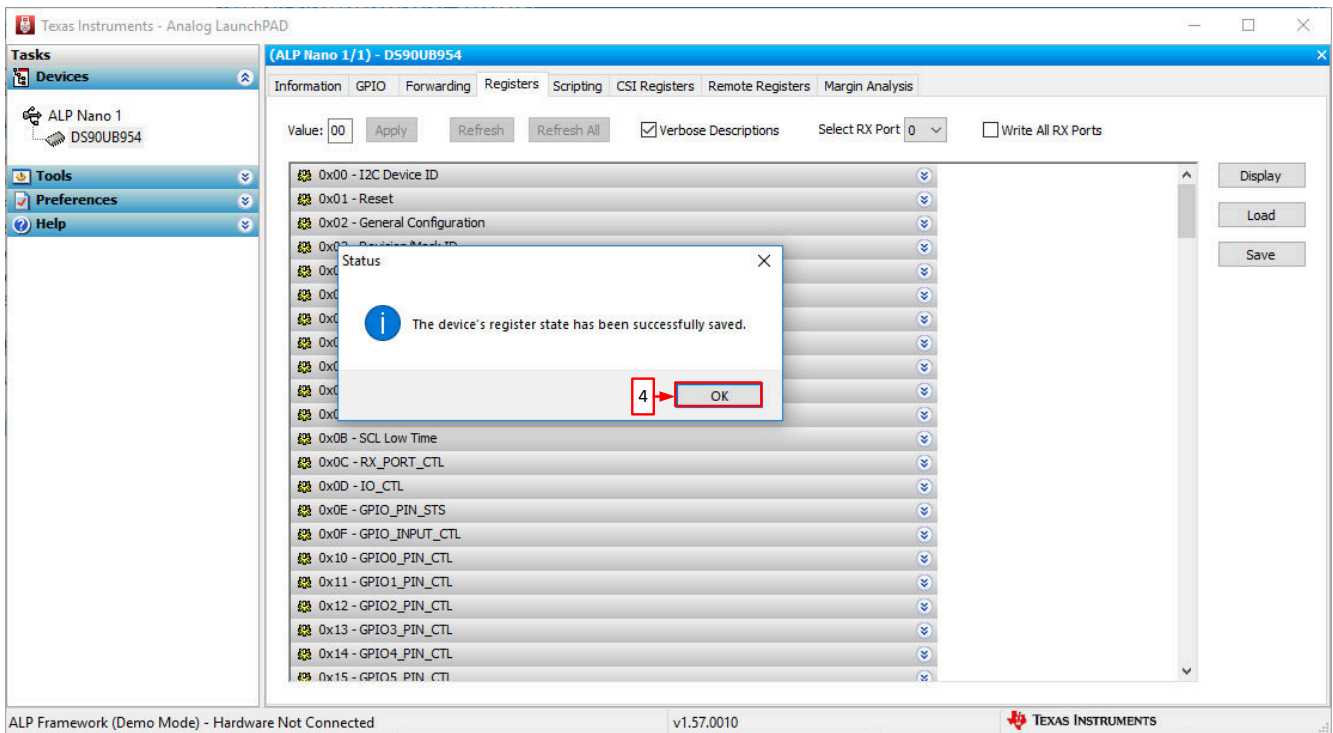 Texas Instruments - Analog LaunchPAD
Tasks
Devices
ALP Nano 1
DS90UB954
Tools
Preferences
Help
(ALP Nano 1/1) - DS90UB954
Information GPIO Forwarding Registers Scripting CSI Registers Remote Registers Margin Analysis
Value: 00 Apply Refresh Refresh All Verbose Descriptions Select RX Port 0 Write All RX Ports
0x00 - I2C Device ID
0x01 - Reset
0x02 - General Configuration
Status
The device's register state has been successfully saved.
4
OK
0x0B - SCL Low Time
0x0C - RX_PORT_CTL
0x0D - IO_CTL
0x0E - GPIO_PIN_STS
0x0F - GPIO_INPUT_CTL
0x10 - GPIO0_PIN_CTL
0x11 - GPIO1_PIN_CTL
0x12 - GPIO2_PIN_CTL
0x13 - GPIO3_PIN_CTL
0x14 - GPIO4_PIN_CTL
0x15 - GPIO5_PIN_CTL
Display
Load
Save
ALP Framework (Demo Mode) - Hardware Not Connected v1.57.0010 TEXAS INSTRUMENTS